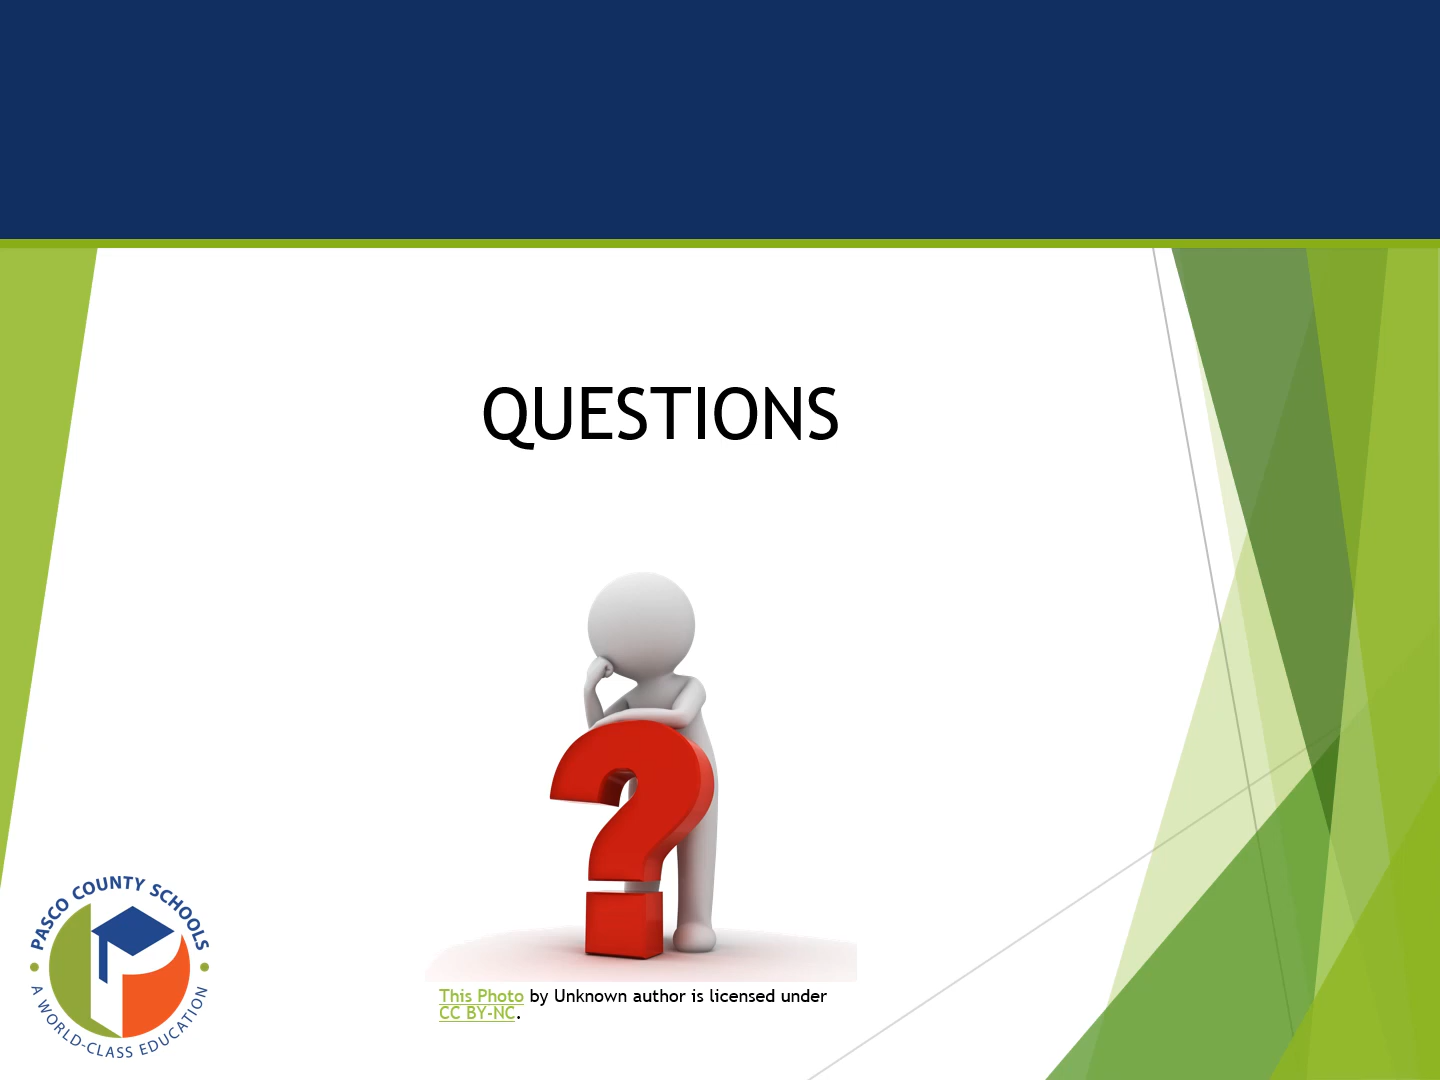 QUESTIONS
This Photo by Unknown author is licensed under
CC BY-NC.
PASCO COUNTY SCHOOLS
A WORLD-CLASS EDUCATION